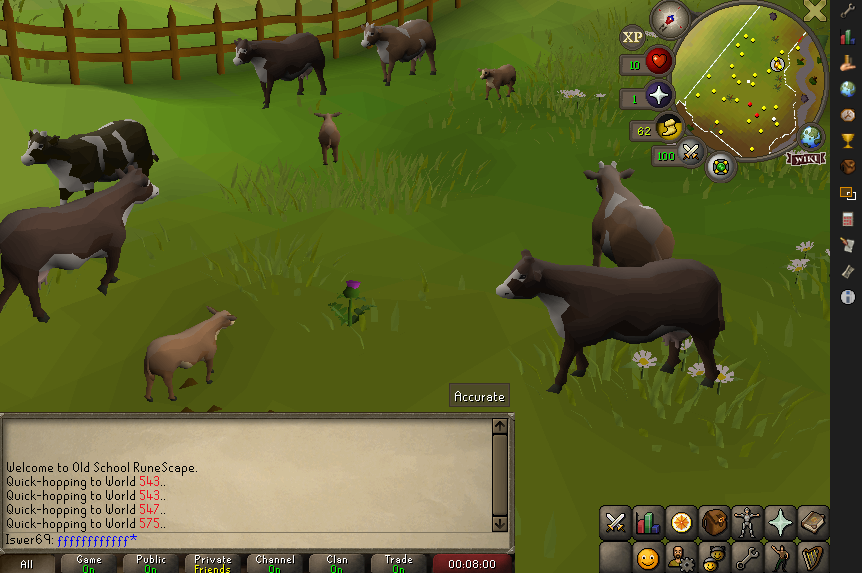 XP
10
1
62
100
WIKI
Accurate
Welcome to Old School RuneScape.
Quick-hopping to World 543..
Quick-hopping to World 543..
Quick-hopping to World 547..
Quick-hopping to World 575..
Iswer69: ffffffffffff*
All
Game
On
Public
On
Private
Friends
Channel
On
Clan
On
Trade
On
00:08:00